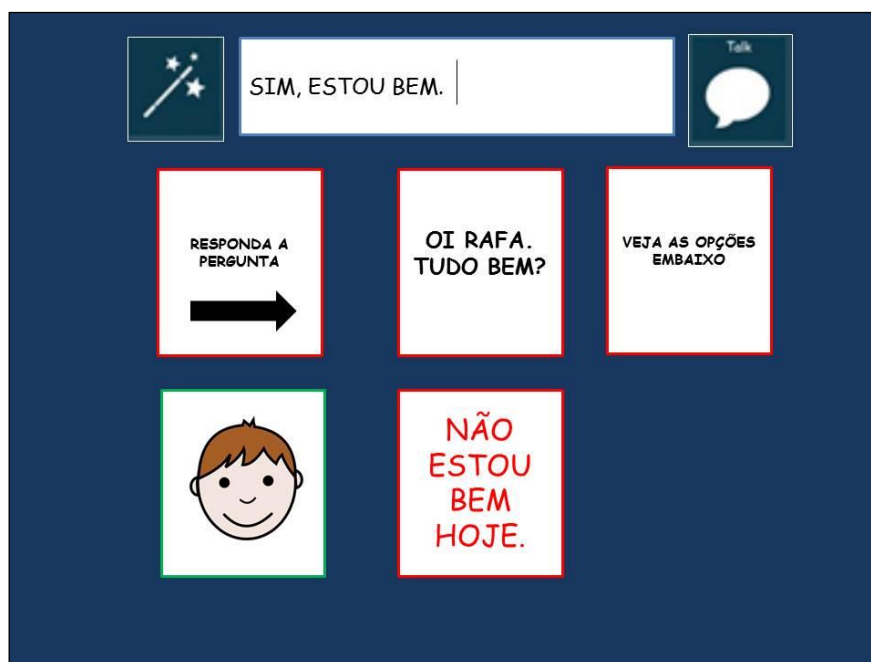 SIM, ESTOU BEM.
Talk
RESPONDA A
PERGUNTA
OI RAFA.
TUDO BEM?
VEJA AS OPÇÕES
EMBAIXO
NÃO
ESTOU
BEM
HOJE.